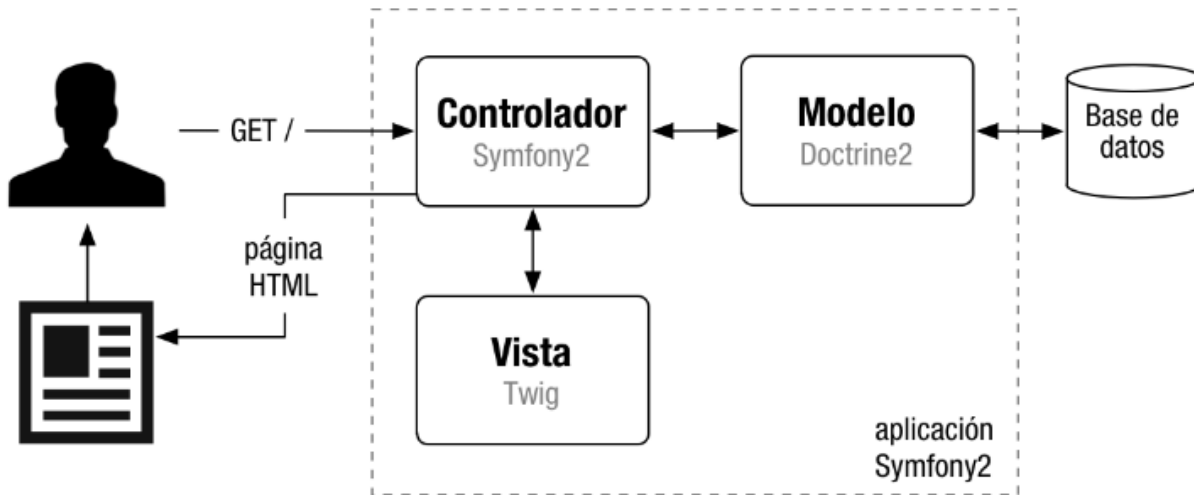 GET /
Controlador
Symfony2
Modelo
Doctrine2
Base de
datos
página
HTML
Vista
Twig
aplicación
Symfony2